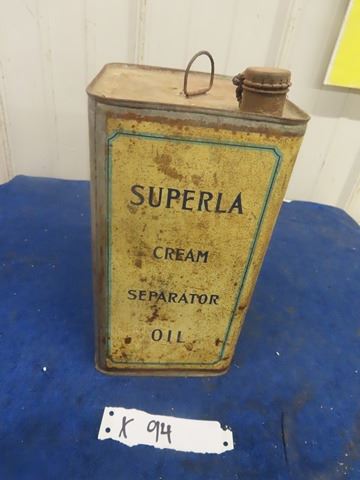 SUPERLA
CREAM
SEPARATOR
OIL
X 94